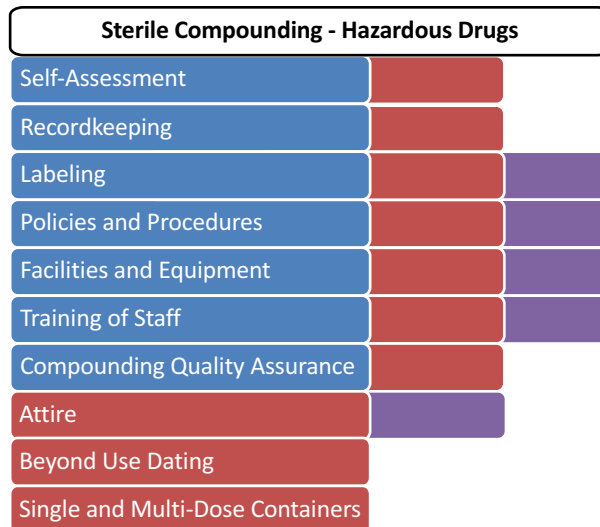 Sterile Compounding - Hazardous Drugs
Self-Assessment
Recordkeeping
Labeling
Policies and Procedures
Facilities and Equipment
Training of Staff
Compounding Quality Assurance
Attire
Beyond Use Dating
Single and Multi-Dose Containers